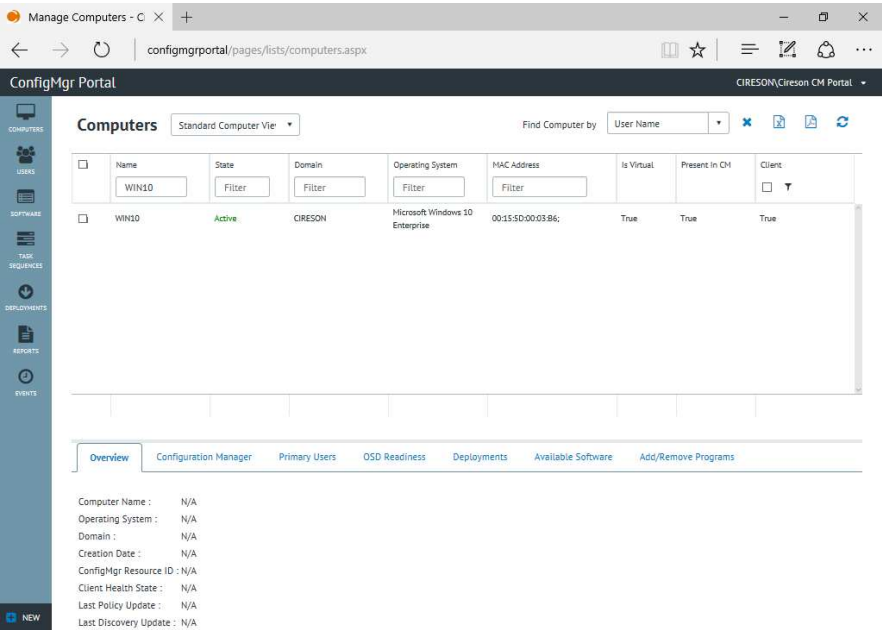 Manage Computers - C
configmgrportal/pages/lists/computers.aspx
ConfigMgr Portal
CIRESON\Cireson CM Portal
COMPUTERS
USERS
SOFTWARE
TASK
SEQUENCES
DEPLOYMENTS
REPORTS
EVENTS
NEW
Computers
Standard Computer Vie
Find Computer by
User Name
Name State Domain Operating System MAC Address Is Virtual Present In CM Client
WIN10 Filter Filter Filter Filter
WIN10 Active CIRESON Microsoft Windows 10 00:15:5D:00:03:B6; True True True
Enterprise
Overview Configuration Manager Primary Users OSD Readiness Deployments Available Software Add/Remove Programs
Computer Name : N/A
Operating System : N/A
Domain : N/A
Creation Date : N/A
ConfigMgr Resource ID : N/A
Client Health State : N/A
Last Policy Update : N/A
Last Discovery Update : N/A